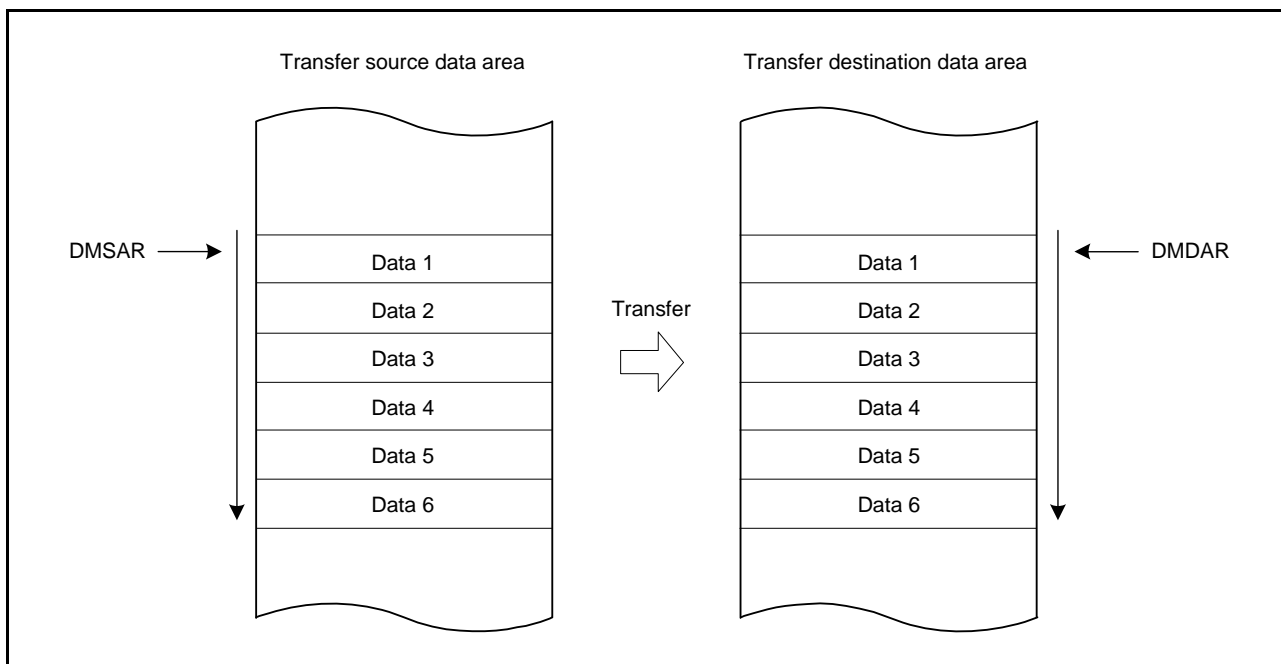 Transfer source data area
Transfer destination data area
DMSAR
DMDAR
Data 1
Data 1
Data 2
Data 2
Transfer
Data 3
Data 3
Data 4
Data 4
Data 5
Data 5
Data 6
Data 6